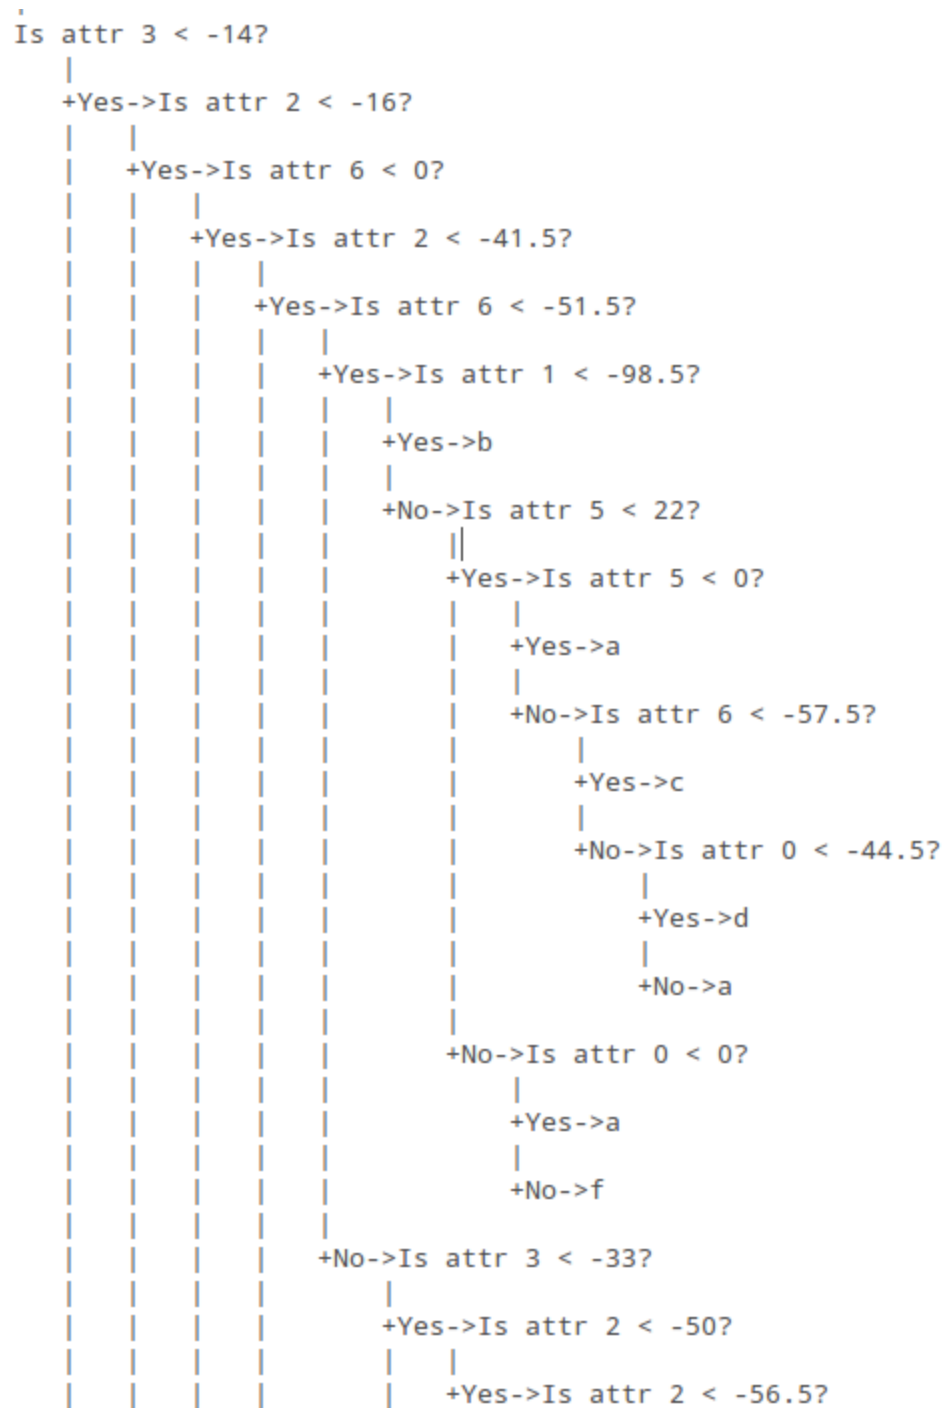 Is attr 3 < -14?
|
+Yes->Is attr 2 < -16?
| |
| +Yes->Is attr 6 < 0?
| | |
| | +Yes->Is attr 2 < -41.5?
| | | |
| | | +Yes->Is attr 6 < -51.5?
| | | | |
| | | | +Yes->Is attr 1 < -98.5?
| | | | | |
| | | | | +Yes->b
| | | | | |
| | | | | +No->Is attr 5 < 22?
| | | | | |
| | | | | +Yes->Is attr 5 < 0?
| | | | | | |
| | | | | | +Yes->a
| | | | | | |
| | | | | | +No->Is attr 6 < -57.5?
| | | | | | |
| | | | | | +Yes->c
| | | | | | |
| | | | | | +No->Is attr 0 < -44.5?
| | | | | | |
| | | | | | +Yes->d
| | | | | | |
| | | | | | +No->a
| | | | | |
| | | | | +No->Is attr 0 < 0?
| | | | | |
| | | | | +Yes->a
| | | | | |
| | | | | +No->f
| | | | |
| | | | +No->Is attr 3 < -33?
| | | | |
| | | | +Yes->Is attr 2 < -50?
| | | | | |
| | | | | +Yes->Is attr 2 < -56.5?